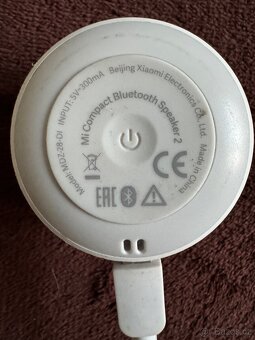 Beijing Xiaomi Electronics Co., Ltd. Made in China
Model: MDZ-28-DI INPUT: 5V⎓300mA
Mi Compact Bluetooth Speaker 2
CE
EAC